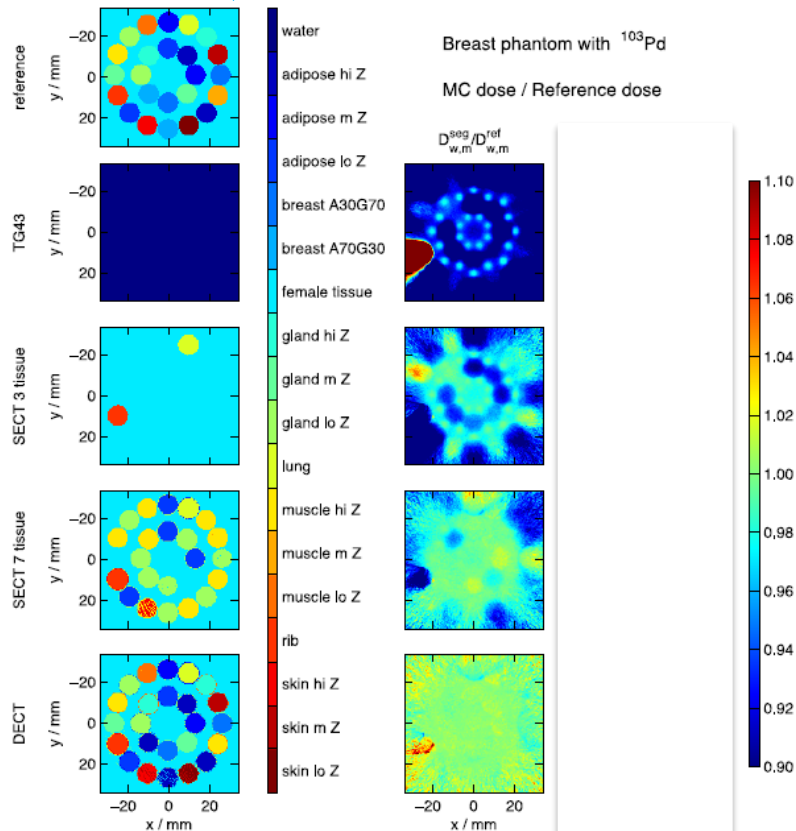 Breast phantom with ¹⁰³Pd
MC dose / Reference dose
D^seg_w,m/D^ref_w,m
reference
y / mm
−20
0
20
TG43
y / mm
−20
0
20
SECT 3 tissue
y / mm
−20
0
20
SECT 7 tissue
y / mm
−20
0
20
DECT
y / mm
−20
0
20
−20 0 20
x / mm
water
adipose hi Z
adipose m Z
adipose lo Z
breast A30G70
breast A70G30
female tissue
gland hi Z
gland m Z
gland lo Z
lung
muscle hi Z
muscle m Z
muscle lo Z
rib
skin hi Z
skin m Z
skin lo Z
−20 0 20
x / mm
1.10
1.08
1.06
1.04
1.02
1.00
0.98
0.96
0.94
0.92
0.90